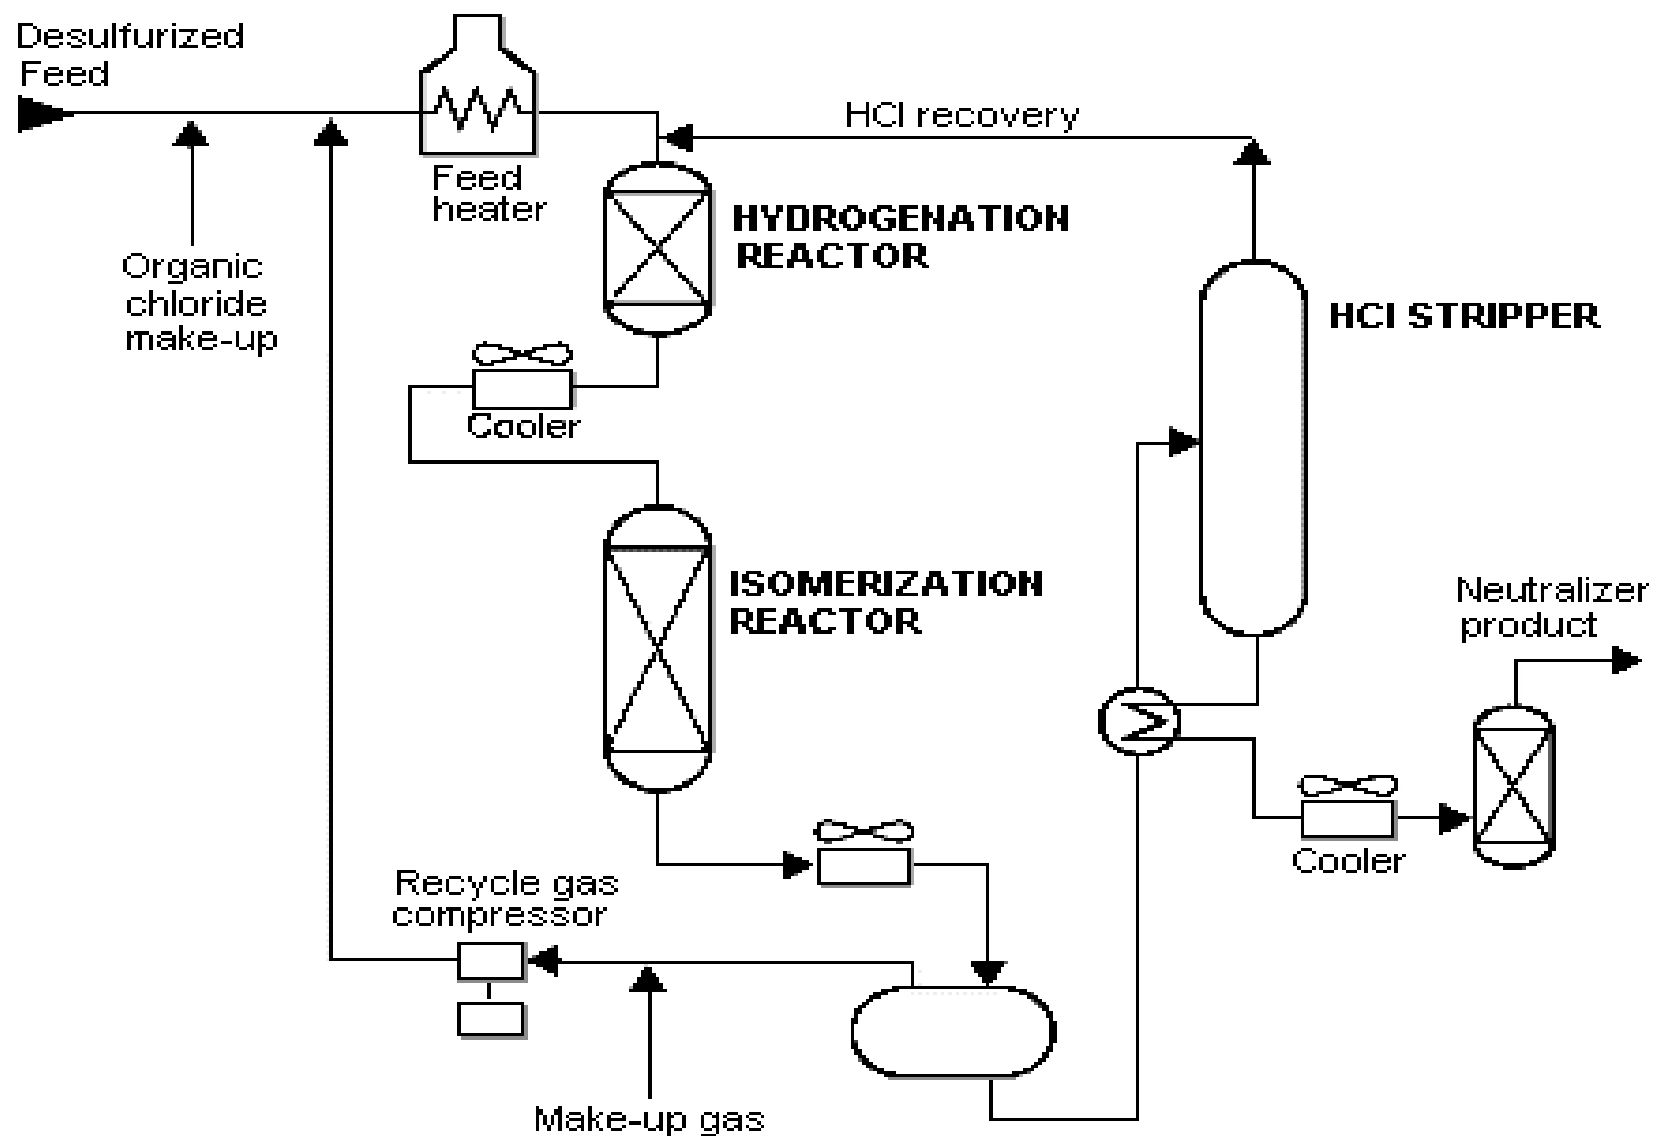 Desulfurized
Feed
HCl recovery
Feed
heater
HYDROGENATION
REACTOR
Organic
chloride
make-up
HCl STRIPPER
Cooler
ISOMERIZATION
REACTOR
Neutralizer
product
Cooler
Recycle gas
compressor
Make-up gas